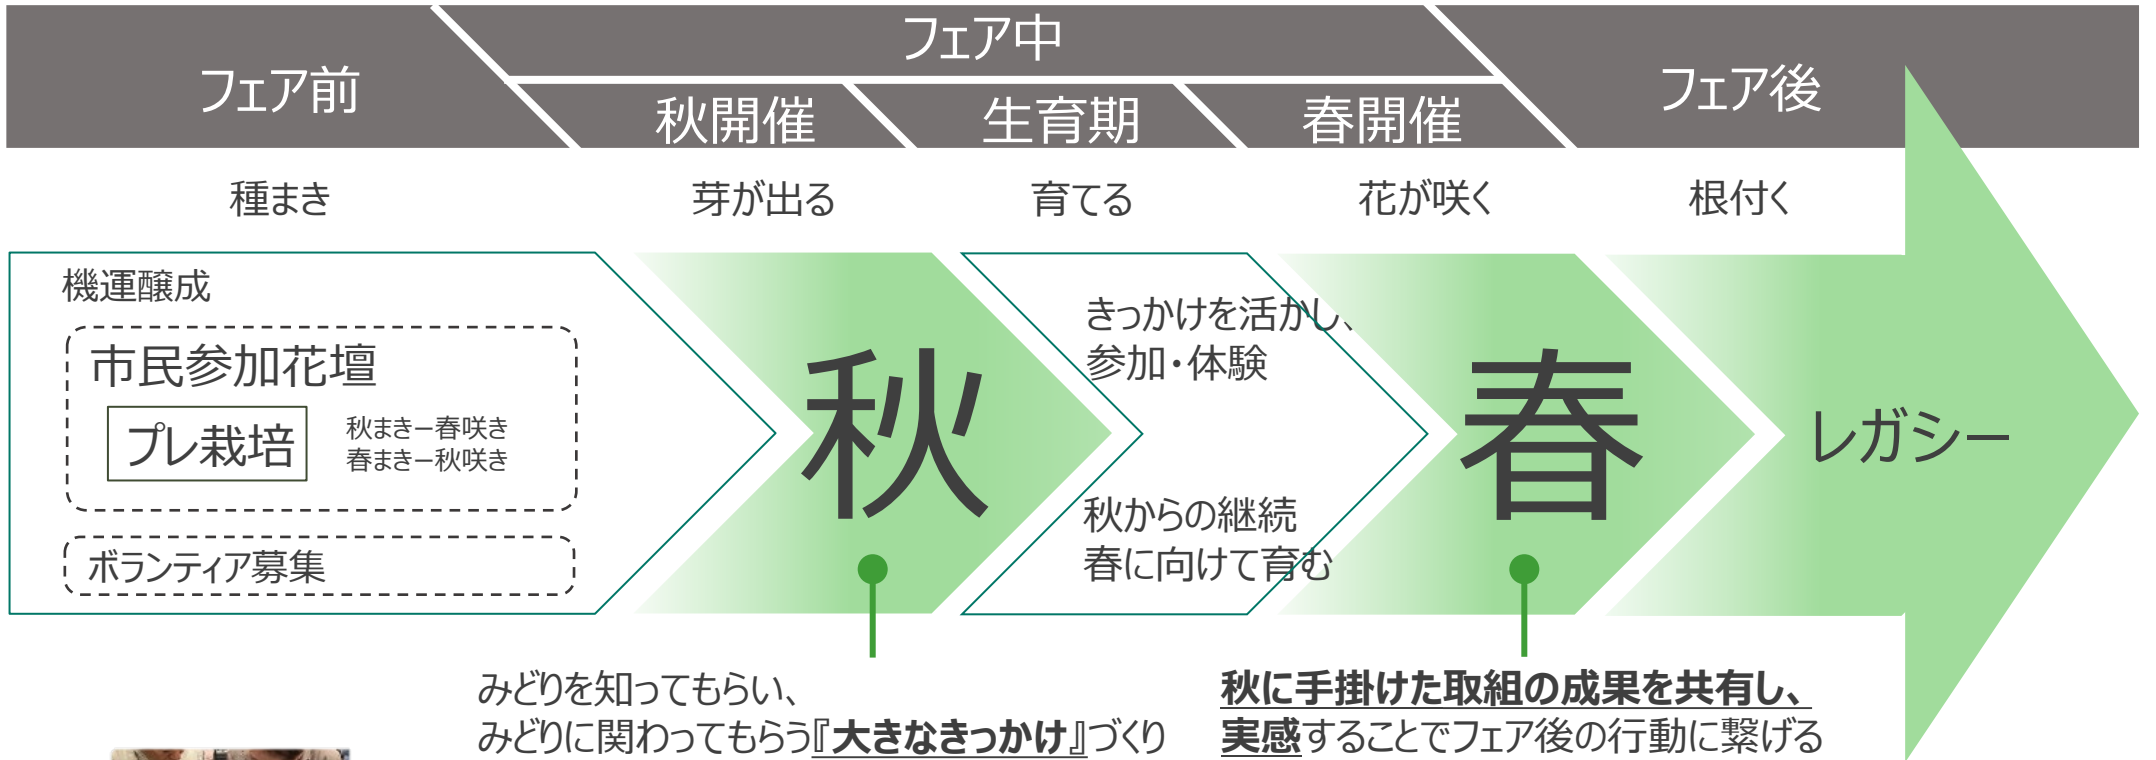 フェア前
フェア中
フェア後
秋開催
生育期
春開催
種まき
芽が出る
育てる
花が咲く
根付く
機運醸成
市民参加花壇
プレ栽培
秋まきー春咲き
春まきー秋咲き
ボランティア募集
秋
きっかけを活かし、
参加・体験
秋からの継続
春に向けて育む
春
レガシー
みどりを知ってもらい、
みどりに関わってもらう『大きなきっかけ』づくり
秋に手掛けた取組の成果を共有し、
実感することでフェア後の行動に繋げる